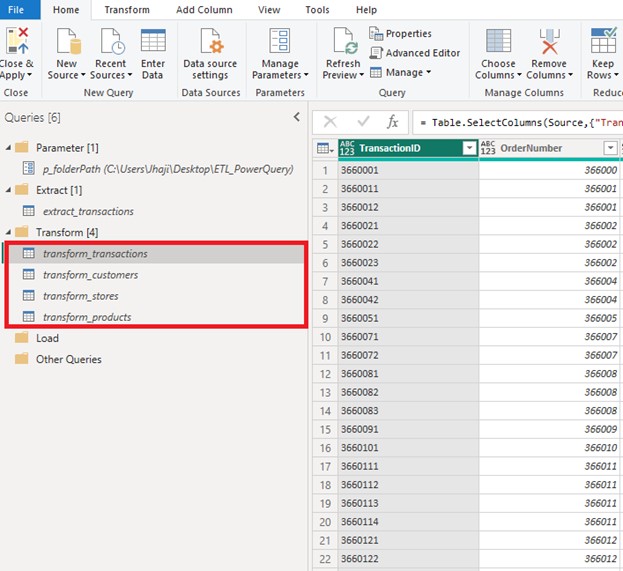 File Home Transform Add Column View Tools Help
Close & Apply New Source Recent Sources Enter Data Data source settings Manage Parameters Refresh Preview Properties Advanced Editor Manage Choose Columns Remove Columns Keep Rows
Close New Query Data Sources Parameters Query Manage Columns
Queries [6]
= Table.SelectColumns(Source,{"Tran
Parameter [1]
p_folderPath (C:\Users\Jhaji\Desktop\ETL_PowerQuery)
Extract [1]
extract_transactions
Transform [4]
transform_transactions
transform_customers
transform_stores
transform_products
Load
Other Queries
ABC 123 TransactionID ABC 123 OrderNumber
1 3660001 366000
2 3660011 366001
3 3660012 366001
4 3660021 366002
5 3660022 366002
6 3660023 366002
7 3660041 366004
8 3660042 366004
9 3660051 366005
10 3660071 366007
11 3660072 366007
12 3660081 366008
13 3660082 366008
14 3660083 366008
15 3660091 366009
16 3660101 366010
17 3660111 366011
18 3660112 366011
19 3660113 366011
20 3660114 366011
21 3660121 366012
22 3660122 366012